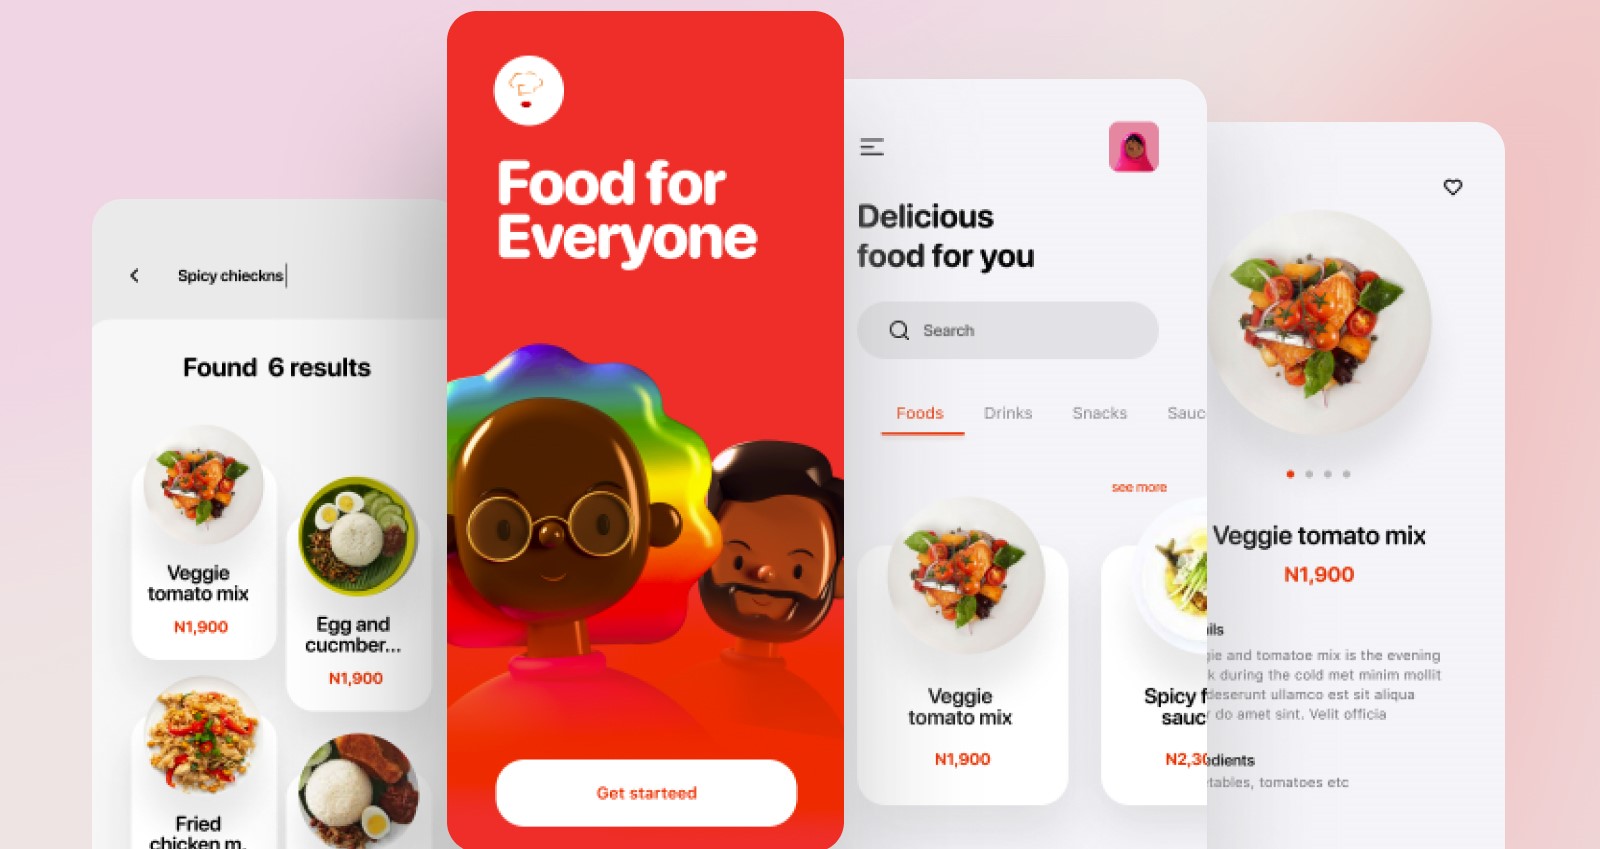 Spicy chieckns
Found 6 results
Veggie
tomato mix
N1,900
Egg and
cucmber...
N1,900
Fried
chicken m.
Food for
Everyone
Get starteed
Delicious
food for you
Search
Foods Drinks Snacks Sauc
see more
Veggie
tomato mix
N1,900
Spicy f
sauc
N2,30
Veggie tomato mix
N1,900
ils
gie and tomatoe mix is the evening
k during the cold met minim mollit
deserunt ullamco est sit aliqua
r do amet sint. Velit officia
dients
etables, tomatoes etc